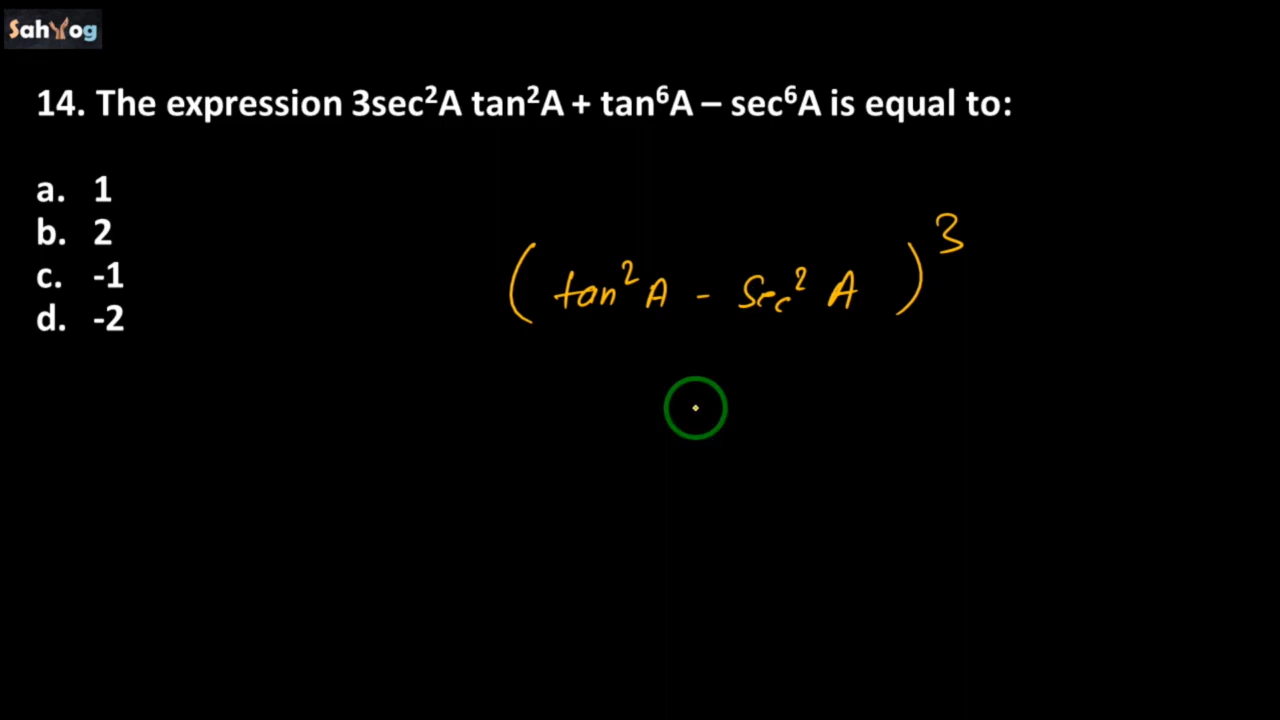 SahYog
14. The expression 3sec²A tan²A + tan⁶A – sec⁶A is equal to:
a. 1
b. 2
c. -1
d. -2
(tan²A - Sec²A)³